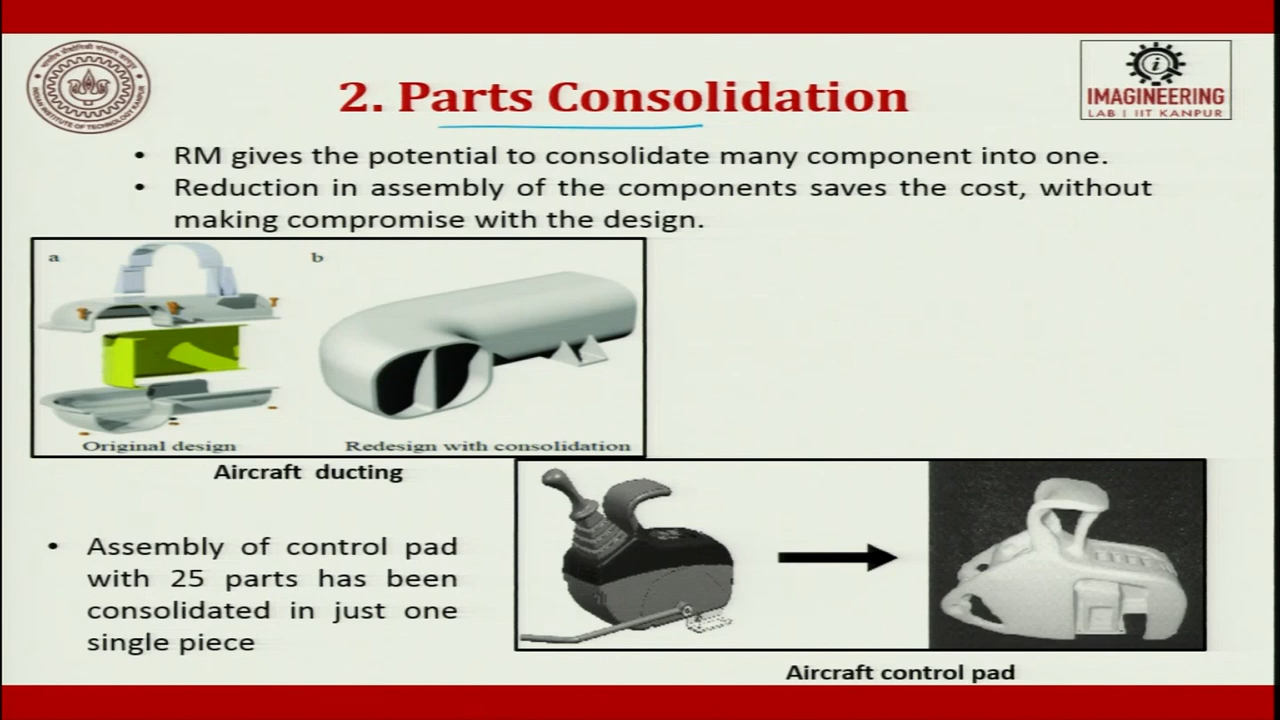 2. Parts Consolidation
IMAGINEERING
LAB | IIT KANPUR
• RM gives the potential to consolidate many component into one.
• Reduction in assembly of the components saves the cost, without
making compromise with the design.
a
b
Original design
Redesign with consolidation
Aircraft ducting
• Assembly of control pad
with 25 parts has been
consolidated in just one
single piece
Aircraft control pad